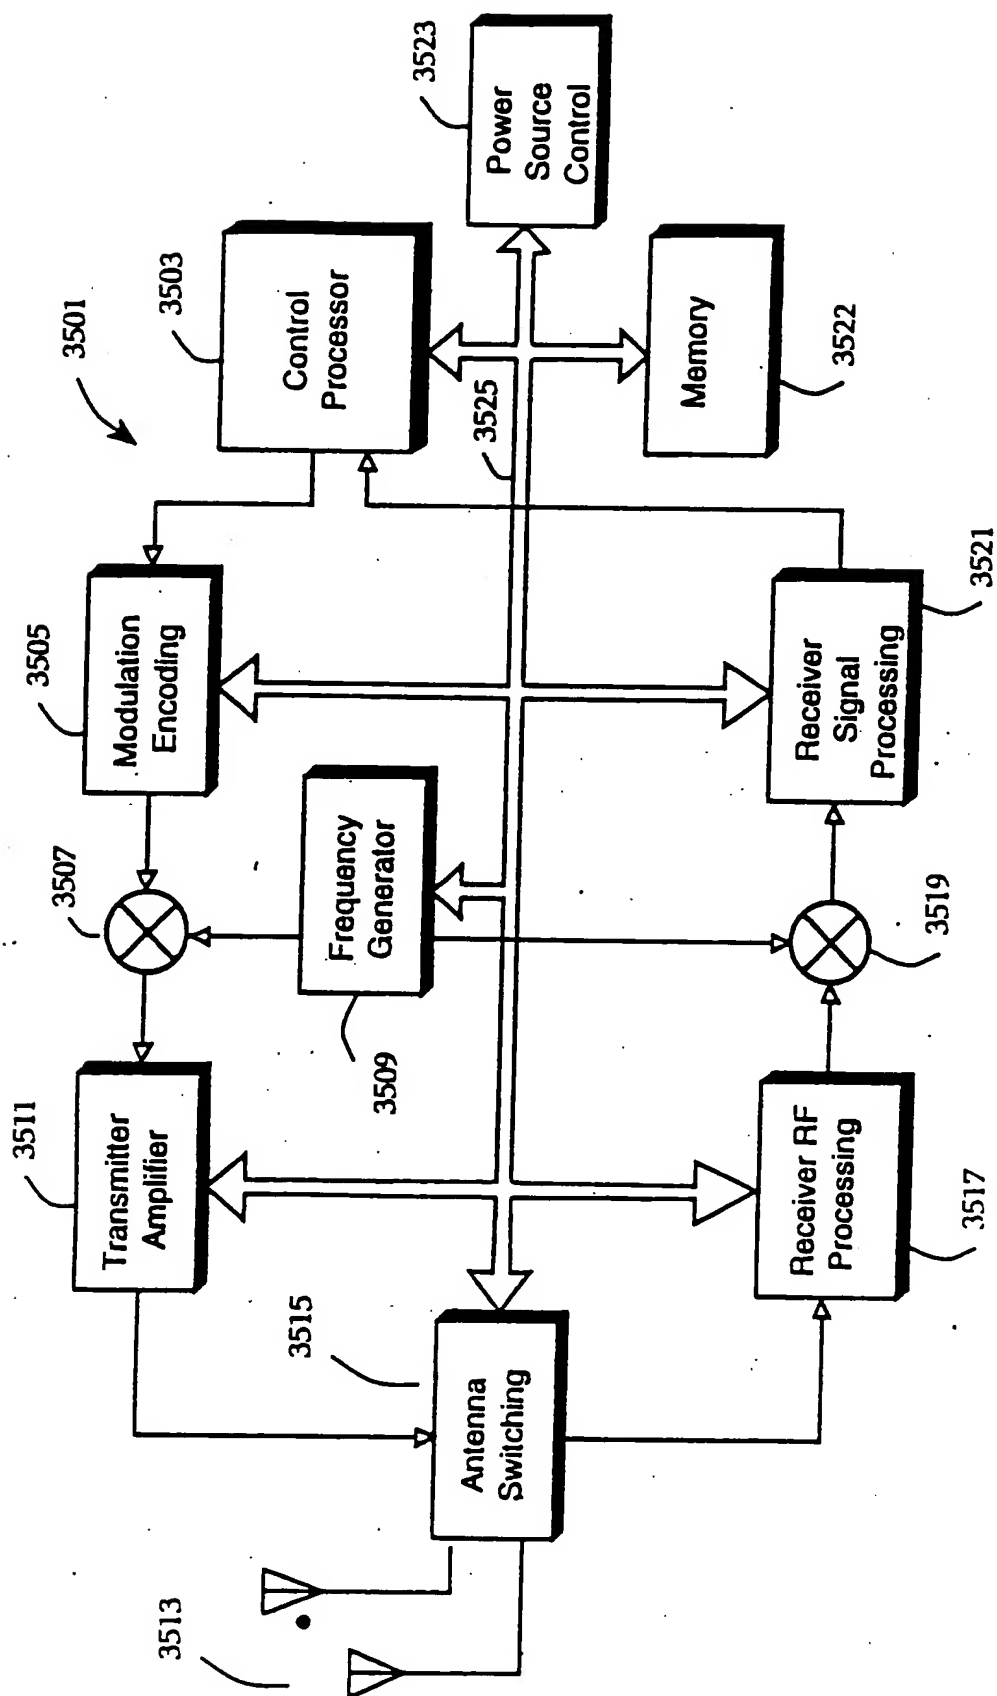 3501
3503
Control
Processor
3523
Power
Source
Control
3505
Modulation
Encoding
3507
3511
Transmitter
Amplifier
3509
Frequency
Generator
3525
Memory
3522
3513
3515
Antenna
Switching
3517
Receiver RF
Processing
3519
3521
Receiver
Signal
Processing